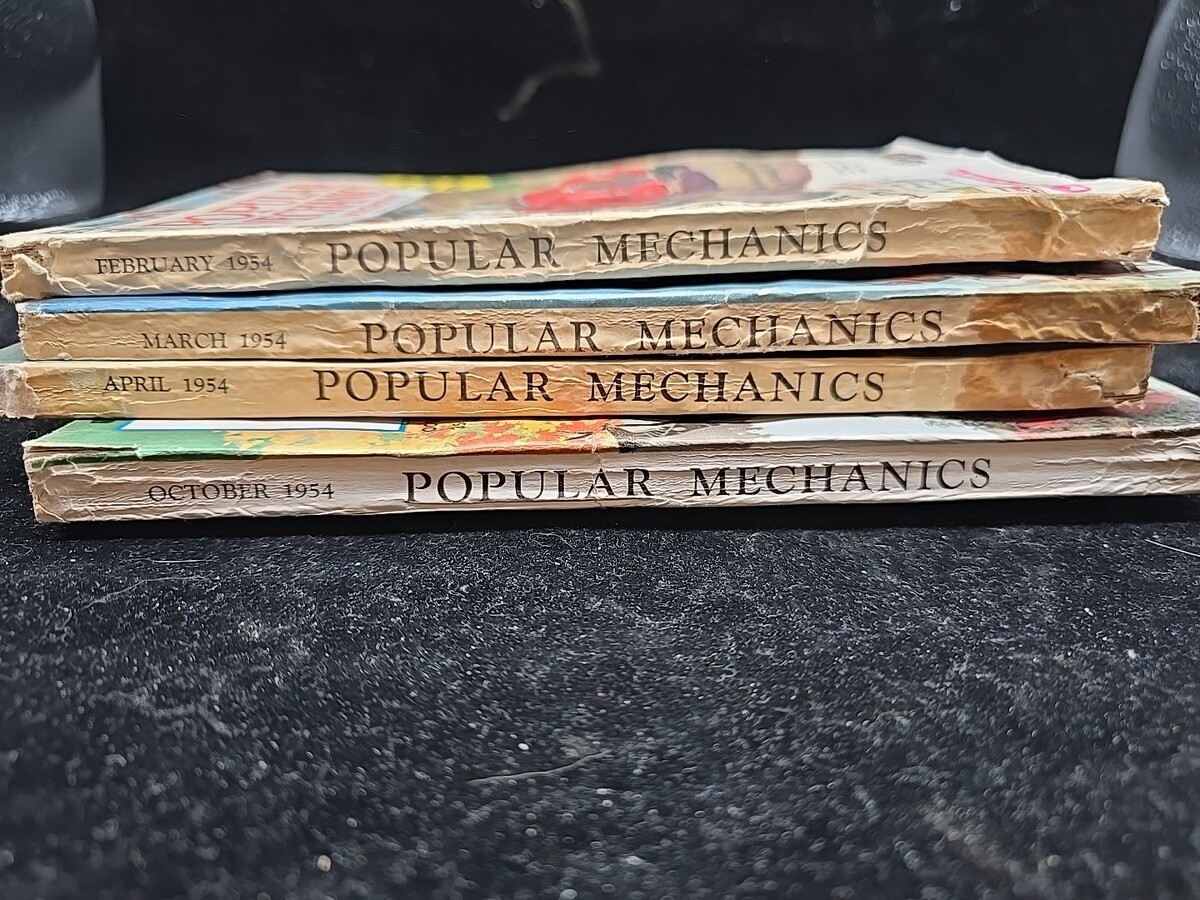 FEBRUARY 1954 POPULAR MECHANICS
MARCH 1954 POPULAR MECHANICS
APRIL 1954 POPULAR MECHANICS
OCTOBER 1954 POPULAR MECHANICS